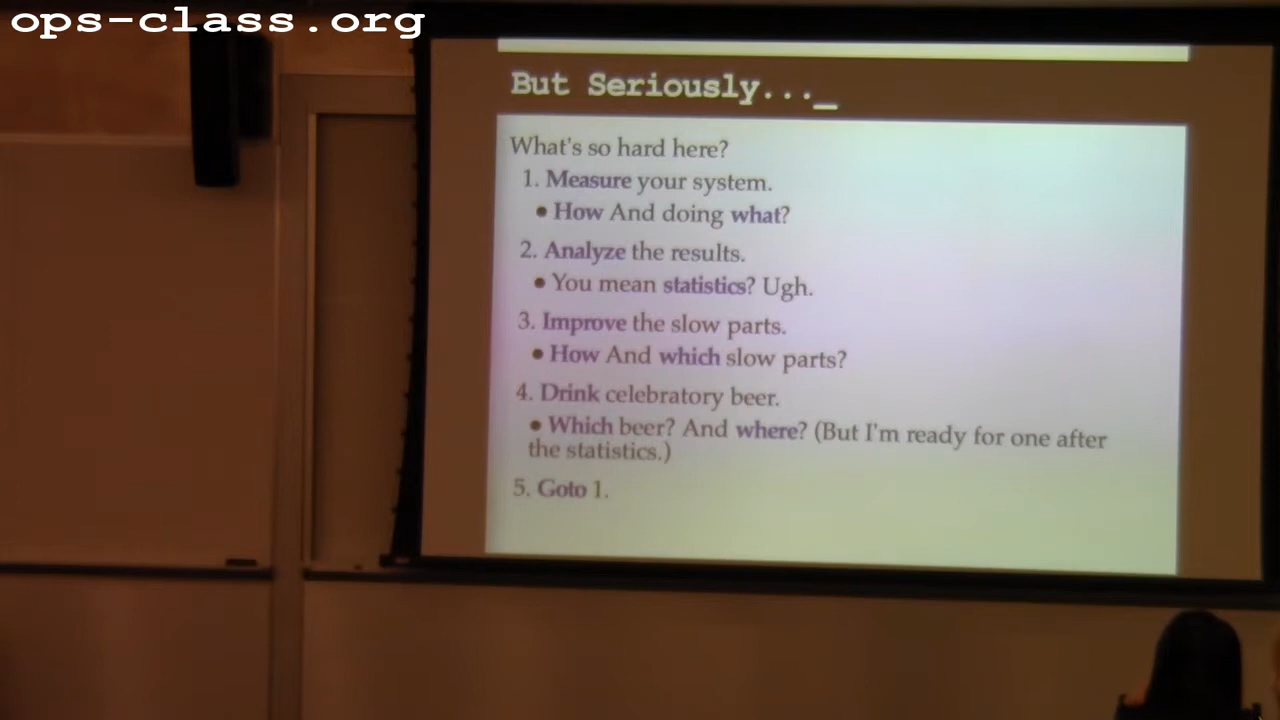 ops-class.org
But Seriously..._
What's so hard here?
1. Measure your system.
• How And doing what?
2. Analyze the results.
• You mean statistics? Ugh.
3. Improve the slow parts.
• How And which slow parts?
4. Drink celebratory beer.
• Which beer? And where? (But I'm ready for one after
the statistics.)
5. Goto 1.